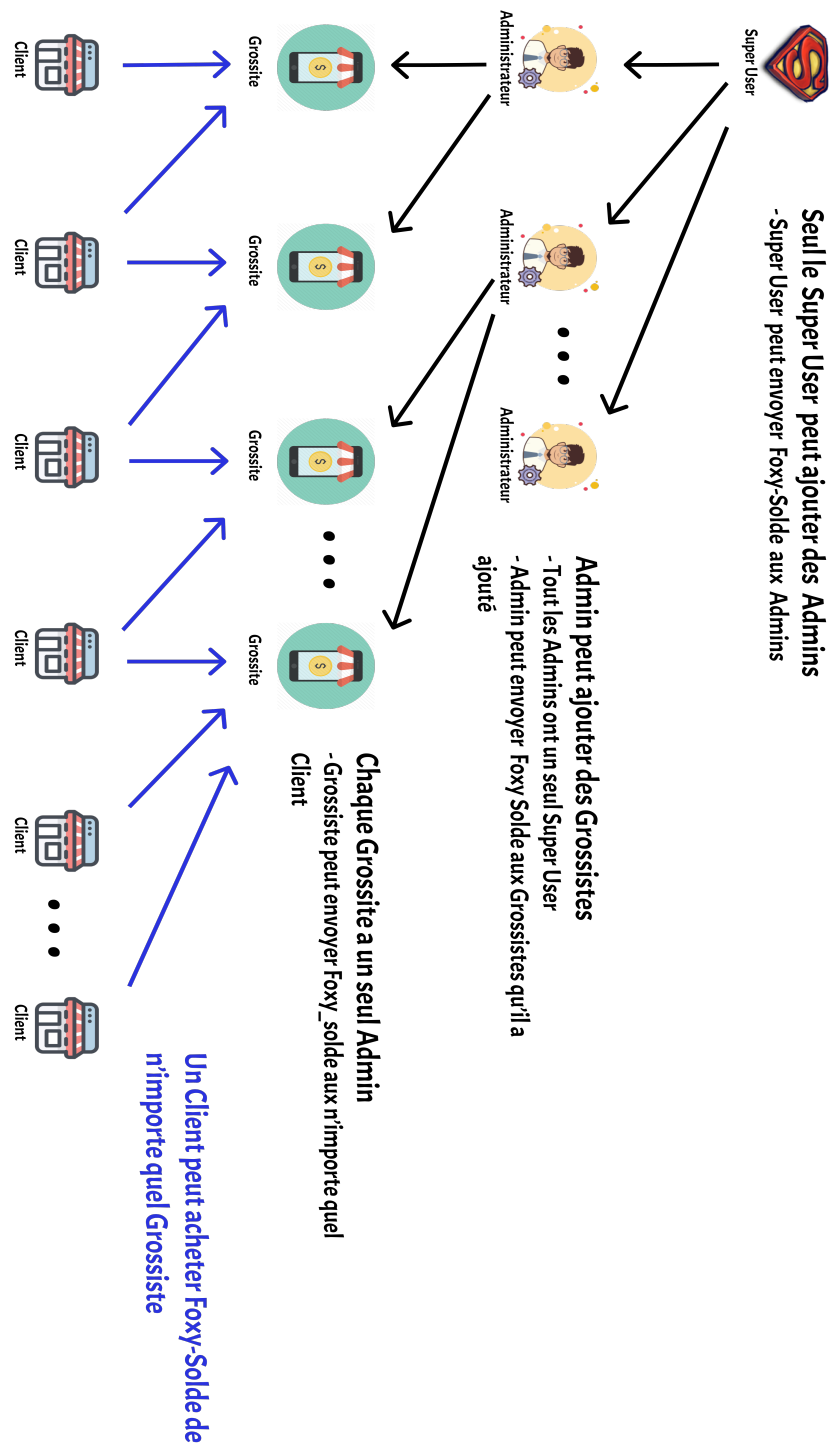 Super User
Seul le Super User peut ajouter des Admins
- Super User peut envoyer Foxy-Solde aux Admins
Administrateur
Administrateur
Administrateur
Admin peut ajouter des Grossistes
- Tout les Admins ont un seul Super User
- Admin peut envoyer Foxy Solde aux Grossistes qu'il a
ajouté
Grossite
Grossite
Grossite
Grossite
Chaque Grossite a un seul Admin
- Grossiste peut envoyer Foxy_solde aux n'importe quel
Client
Client
Client
Client
Client
Client
Client
Un Client peut acheter Foxy-Solde de
n'importe quel Grossiste